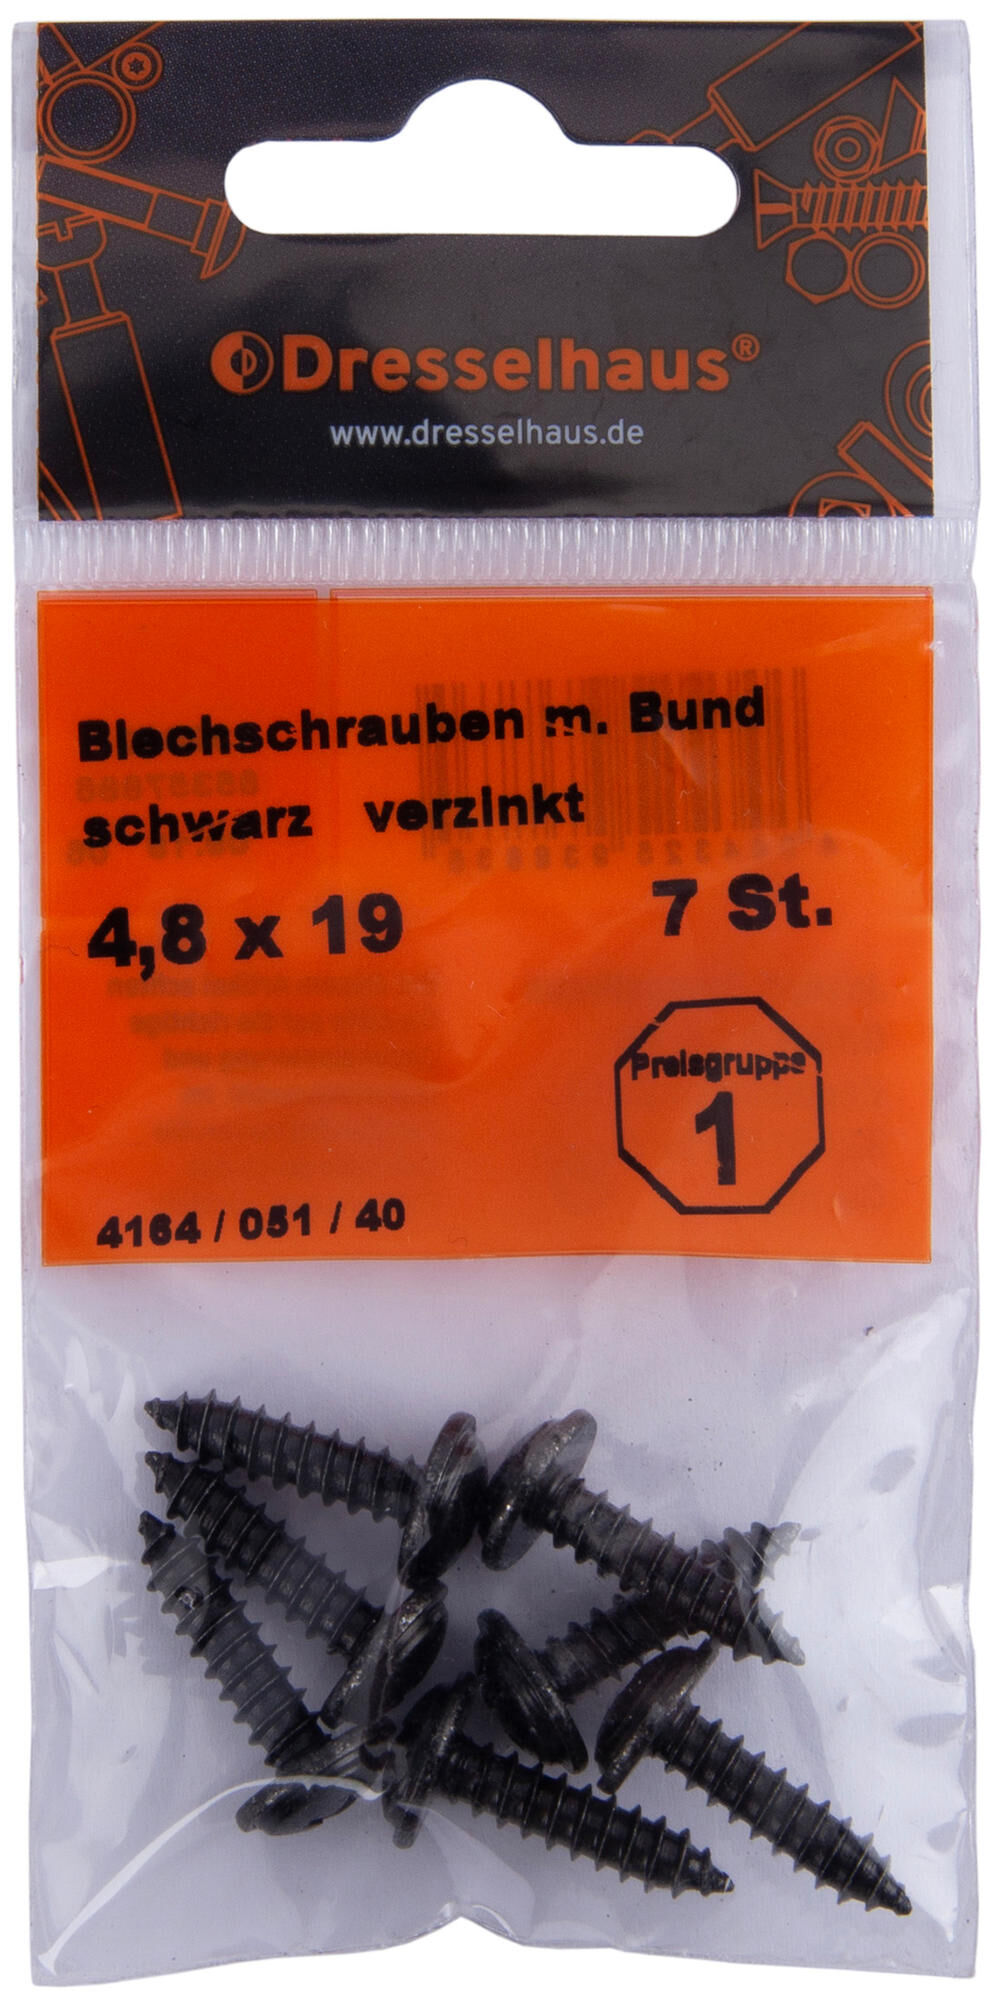 Dresselhaus®
www.dresselhaus.de
Blechschrauben m. Bund
schwarz verzinkt
4,8 x 19 7 St.
Preisgruppe
1
4164 / 051 / 40